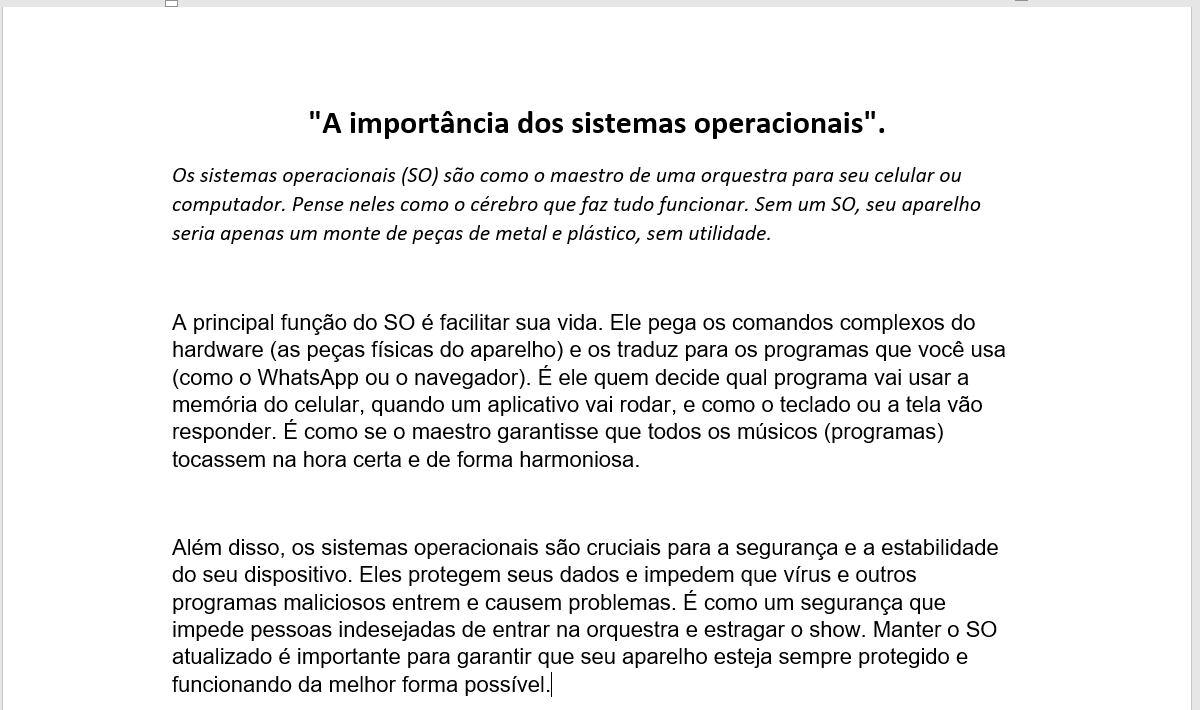 "A importância dos sistemas operacionais".
Os sistemas operacionais (SO) são como o maestro de uma orquestra para seu celular ou
computador. Pense neles como o cérebro que faz tudo funcionar. Sem um SO, seu aparelho
seria apenas um monte de peças de metal e plástico, sem utilidade.
A principal função do SO é facilitar sua vida. Ele pega os comandos complexos do
hardware (as peças físicas do aparelho) e os traduz para os programas que você usa
(como o WhatsApp ou o navegador). É ele quem decide qual programa vai usar a
memória do celular, quando um aplicativo vai rodar, e como o teclado ou a tela vão
responder. É como se o maestro garantisse que todos os músicos (programas)
tocassem na hora certa e de forma harmoniosa.
Além disso, os sistemas operacionais são cruciais para a segurança e a estabilidade
do seu dispositivo. Eles protegem seus dados e impedem que vírus e outros
programas maliciosos entrem e causem problemas. É como um segurança que
impede pessoas indesejadas de entrar na orquestra e estragar o show. Manter o SO
atualizado é importante para garantir que seu aparelho esteja sempre protegido e
funcionando da melhor forma possível.